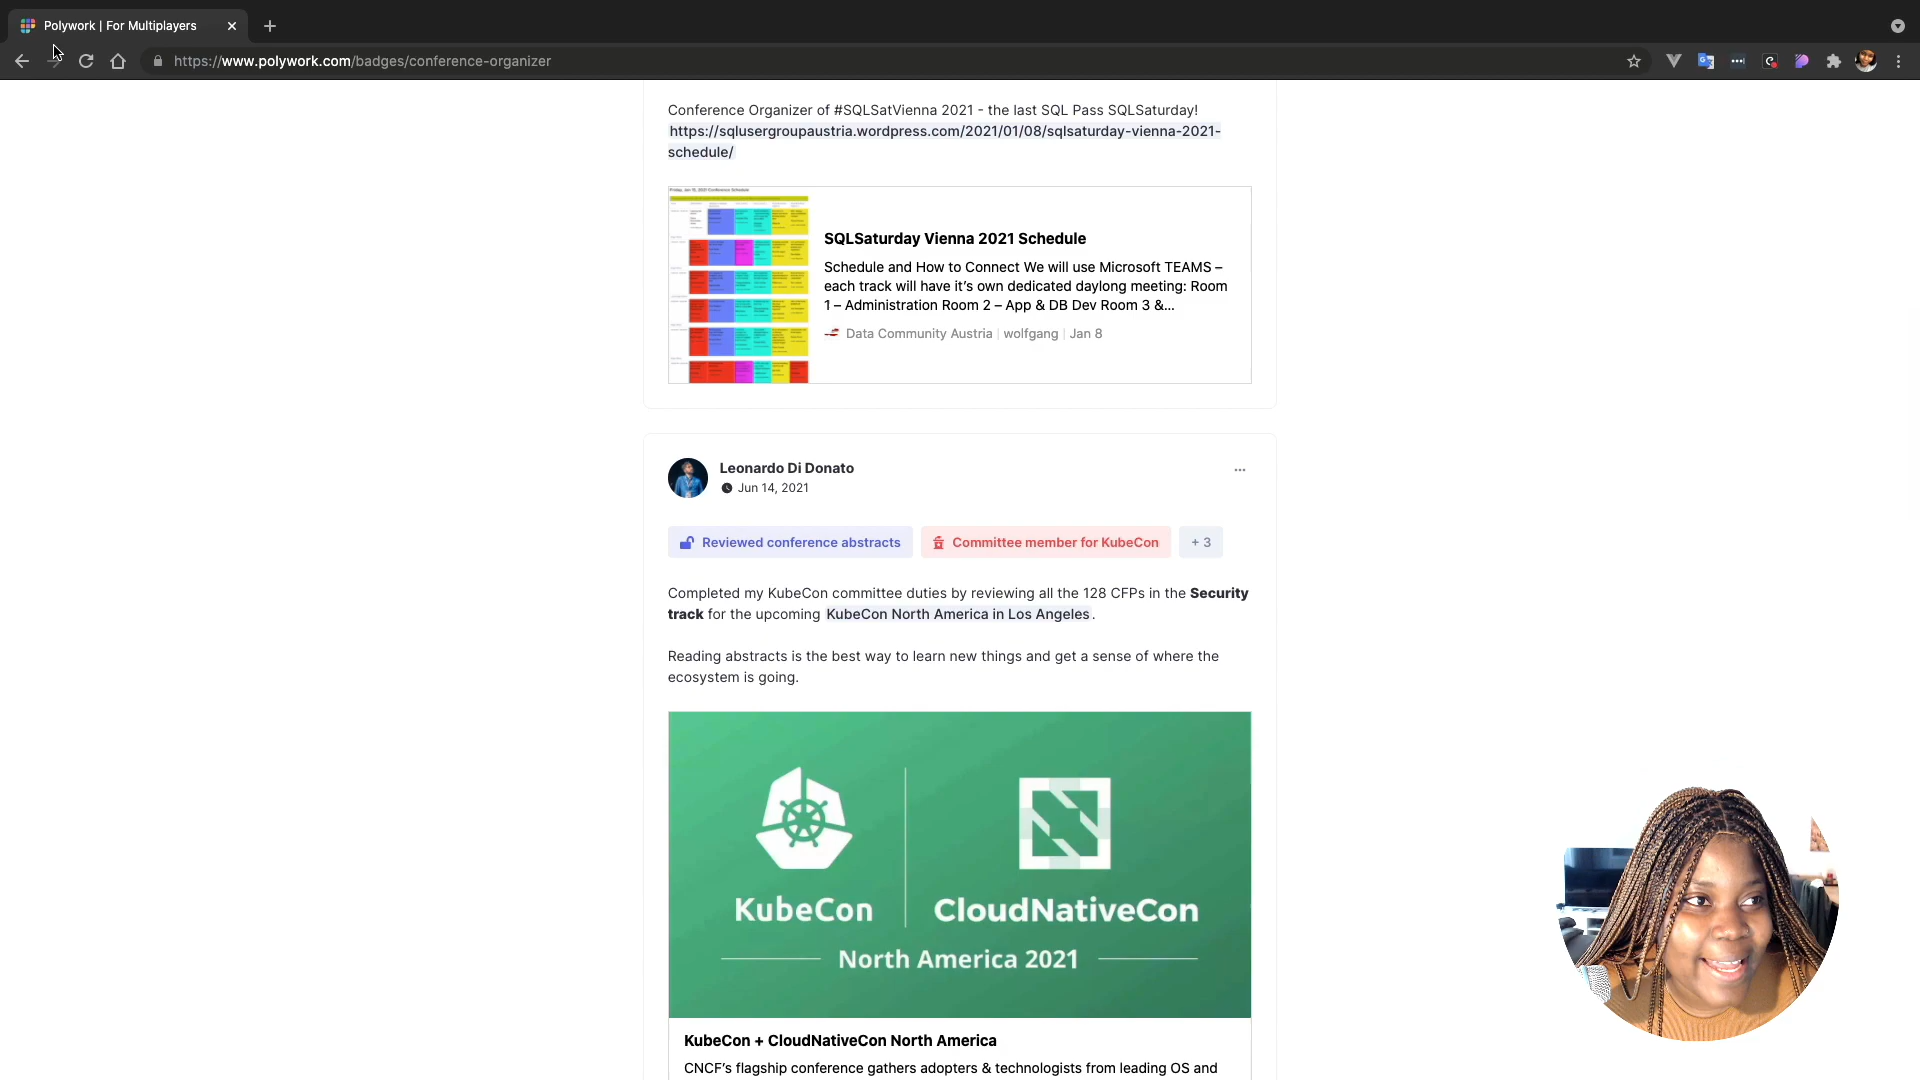 Polywork | For Multiplayers
https://www.polywork.com/badges/conference-organizer
Conference Organizer of #SQLSatVienna 2021 - the last SQL Pass SQLSaturday!
https://sqlusergroupaustria.wordpress.com/2021/01/08/sqlsaturday-vienna-2021-
schedule/
Friday, Jan 15, 2021 Conference Schedule
SQLSaturday Vienna 2021 Schedule
Schedule and How to Connect We will use Microsoft TEAMS –
each track will have it’s own dedicated daylong meeting: Room
1 – Administration Room 2 – App & DB Dev Room 3 &...
Data Community Austria | wolfgang | Jan 8
Leonardo Di Donato
Jun 14, 2021
Reviewed conference abstracts
Committee member for KubeCon
+ 3
Completed my KubeCon committee duties by reviewing all the 128 CFPs in the Security
track for the upcoming KubeCon North America in Los Angeles.
Reading abstracts is the best way to learn new things and get a sense of where the
ecosystem is going.
KubeCon
CloudNativeCon
North America 2021
KubeCon + CloudNativeCon North America
CNCF’s flagship conference gathers adopters & technologists from leading OS and